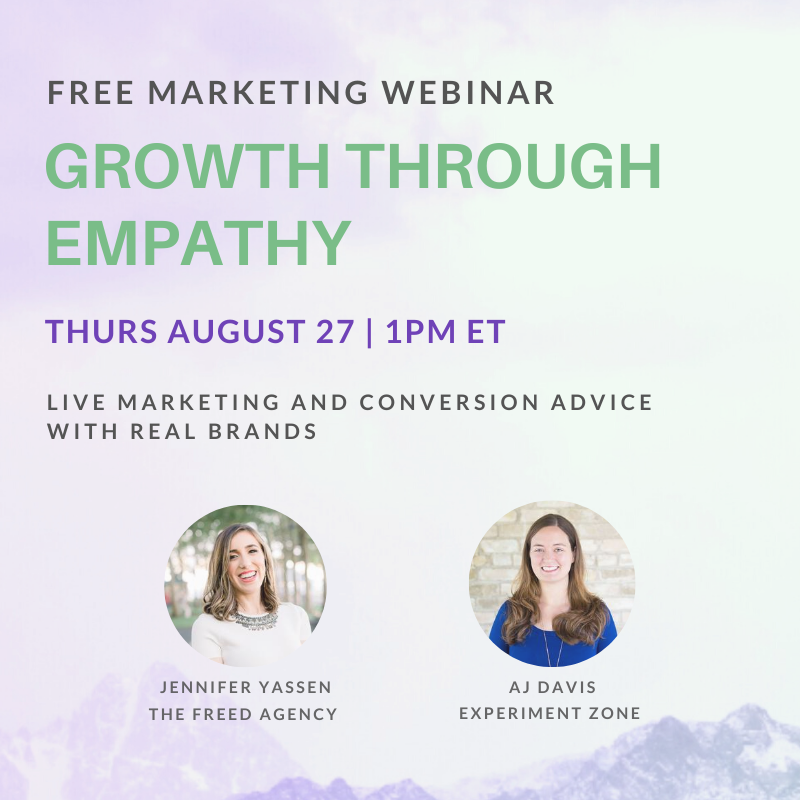 FREE MARKETING WEBINAR
GROWTH THROUGH
EMPATHY
THURS AUGUST 27 | 1PM ET
LIVE MARKETING AND CONVERSION ADVICE
WITH REAL BRANDS
JENNIFER YASSEN
THE FREED AGENCY
AJ DAVIS
EXPERIMENT ZONE